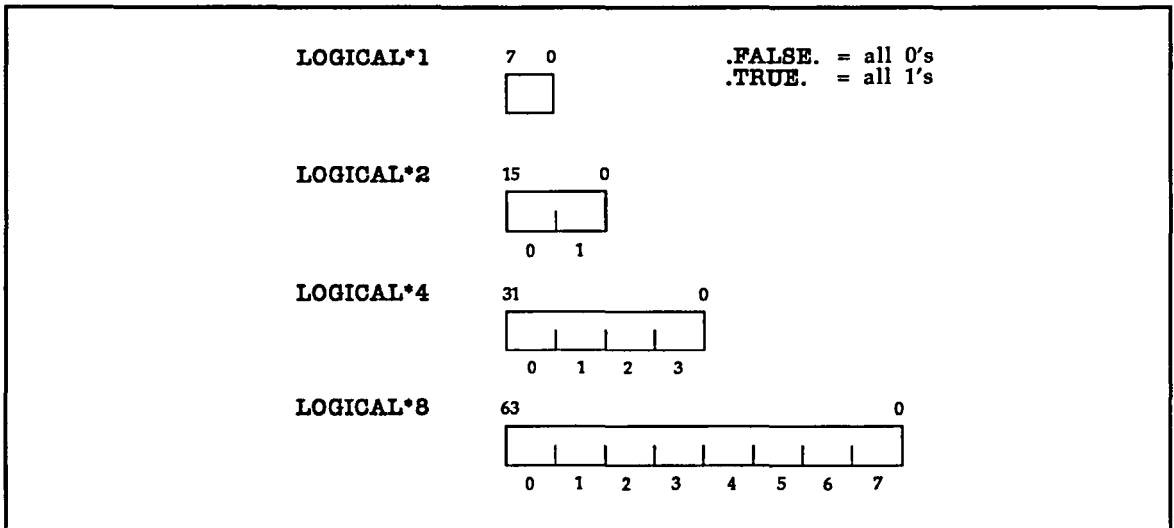 LOGICAL*1 7 0 .FALSE. = all 0's
.TRUE. = all 1's
LOGICAL*2 15 0
0 1
LOGICAL*4 31 0
0 1 2 3
LOGICAL*8 63 0
0 1 2 3 4 5 6 7